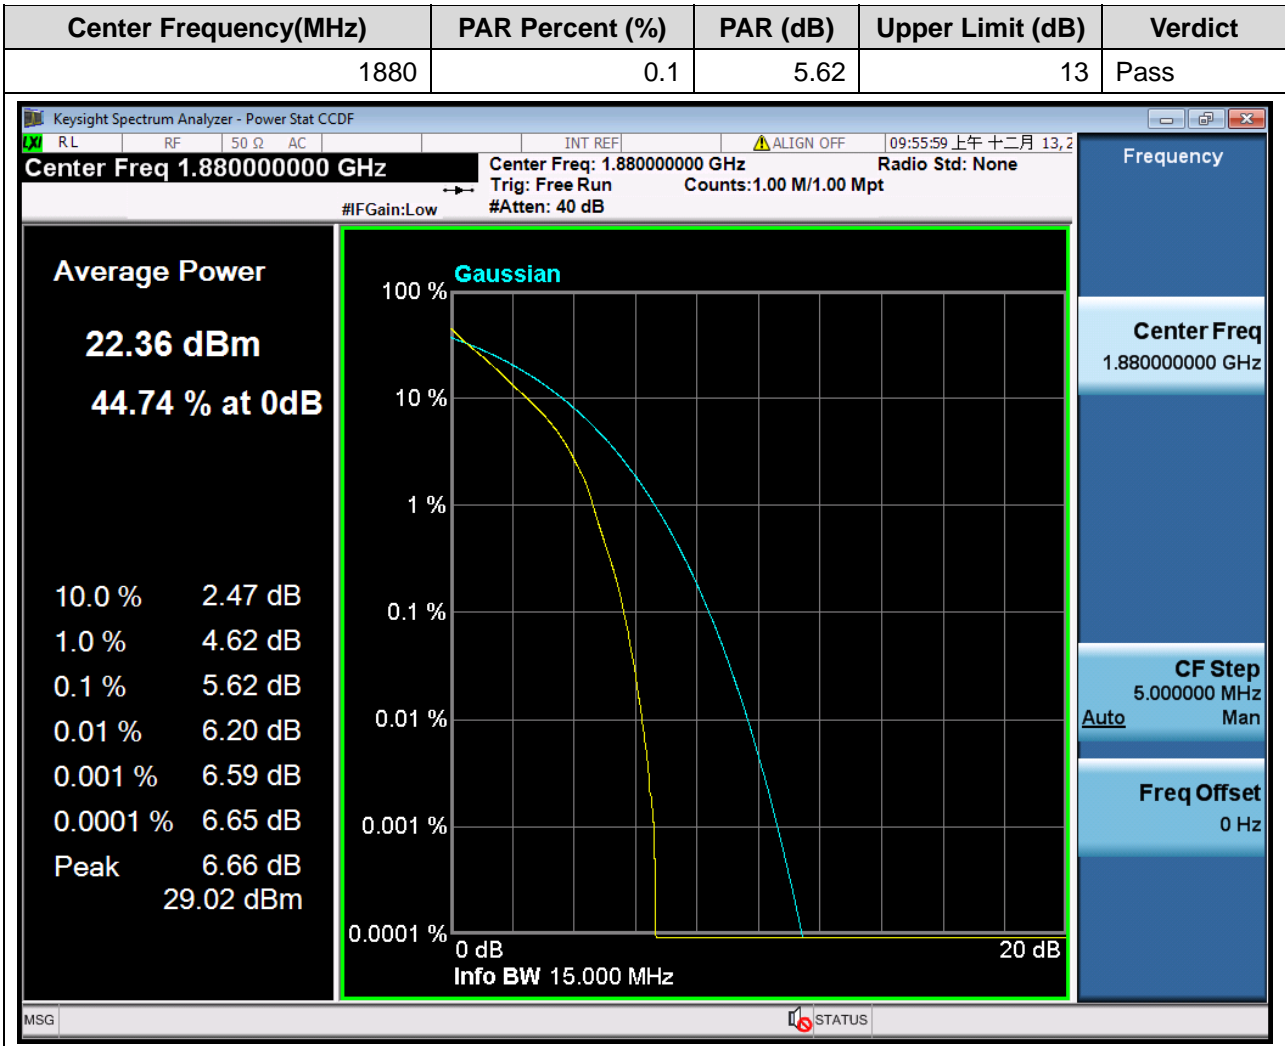 Center Frequency(MHz) PAR Percent (%) PAR (dB) Upper Limit (dB) Verdict
1880 0.1 5.62 13 Pass
Keysight Spectrum Analyzer - Power Stat CCDF
LXI RL RF 50 Ω AC INT REF ALIGN OFF 09:55:59 上午 十二月 13, 2
Center Freq 1.880000000 GHz
Center Freq: 1.880000000 GHz Radio Std: None
Trig: Free Run Counts:1.00 M/1.00 Mpt
#IFGain:Low #Atten: 40 dB
Average Power
22.36 dBm
44.74 % at 0dB
10.0 % 2.47 dB
1.0 % 4.62 dB
0.1 % 5.62 dB
0.01 % 6.20 dB
0.001 % 6.59 dB
0.0001 % 6.65 dB
Peak 6.66 dB
29.02 dBm
Gaussian
100 %
10 %
1 %
0.1 %
0.01 %
0.001 %
0.0001 %
0 dB 20 dB
Info BW 15.000 MHz
Frequency
Center Freq
1.880000000 GHz
CF Step
5.000000 MHz
Auto Man
Freq Offset
0 Hz
MSG STATUS